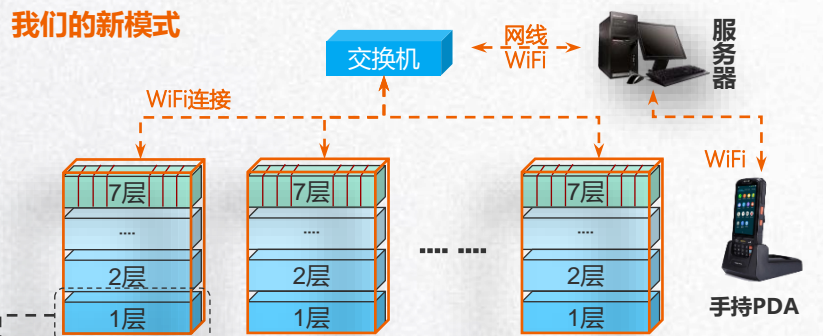 我们的新模式
交换机
网线
WiFi
服务器
WiFi连接
WiFi
7层
7层
7层
....
....
....
.... ....
2层
2层
2层
1层
1层
1层
手持PDA